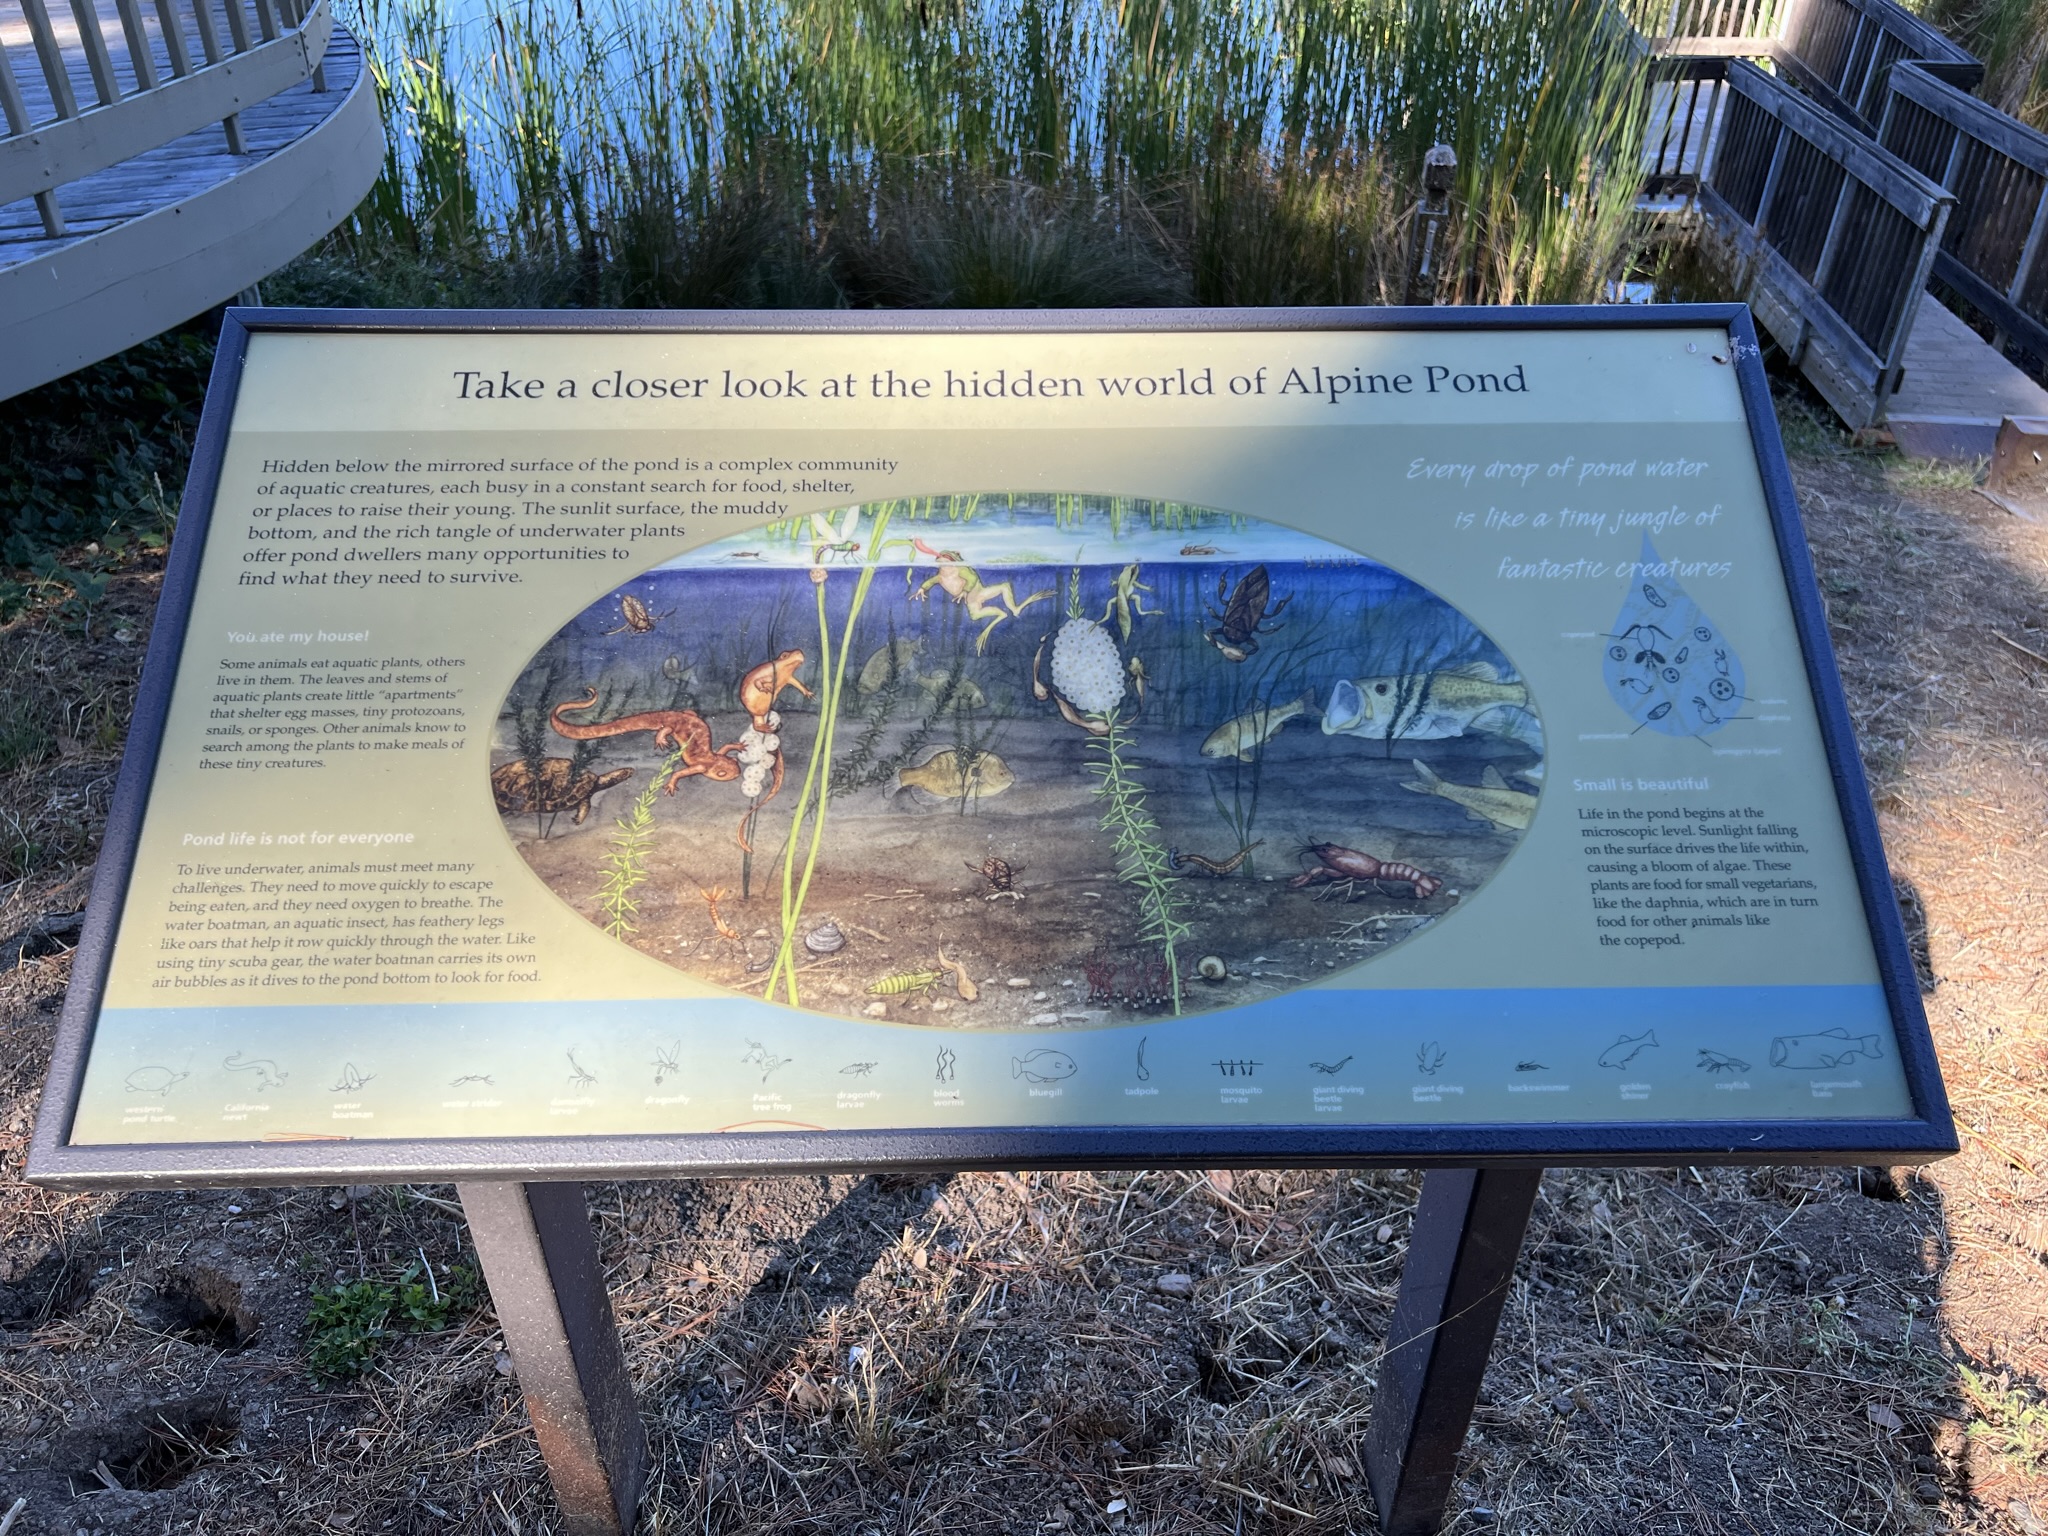 Take a closer look at the hidden world of Alpine Pond
Hidden below the mirrored surface of the pond is a complex community
of aquatic creatures, each busy in a constant search for food, shelter,
or places to raise their young. The sunlit surface, the muddy
bottom, and the rich tangle of underwater plants
offer pond dwellers many opportunities to
find what they need to survive.
You ate my house!
Some animals eat aquatic plants, others
live in them. The leaves and stems of
aquatic plants create little “apartments”
that shelter egg masses, tiny protozoans,
snails, or sponges. Other animals know to
search among the plants to make meals of
these tiny creatures.
Pond life is not for everyone
To live underwater, animals must meet many
challenges. They need to move quickly to escape
being eaten, and they need oxygen to breathe. The
water boatman, an aquatic insect, has feathery legs
like oars that help it row quickly through the water. Like
using tiny scuba gear, the water boatman carries its own
air bubbles as it dives to the pond bottom to look for food.
Every drop of pond water
is like a tiny jungle of
fantastic creatures
copepod
daphnia
Small is beautiful
Life in the pond begins at the
microscopic level. Sunlight falling
on the surface drives the life within,
causing a bloom of algae. These
plants are food for small vegetarians,
like the daphnia, which are in turn
food for other animals like
the copepod.
western
pond turtle
California
newt
water
boatman
water strider
damselfly
larvae
dragonfly
Pacific
tree frog
dragonfly
larvae
blood
worms
bluegill
tadpole
mosquito
larvae
giant diving
beetle
larvae
giant diving
beetle
backswimmer
golden
shiner
crayfish
largemouth
bass